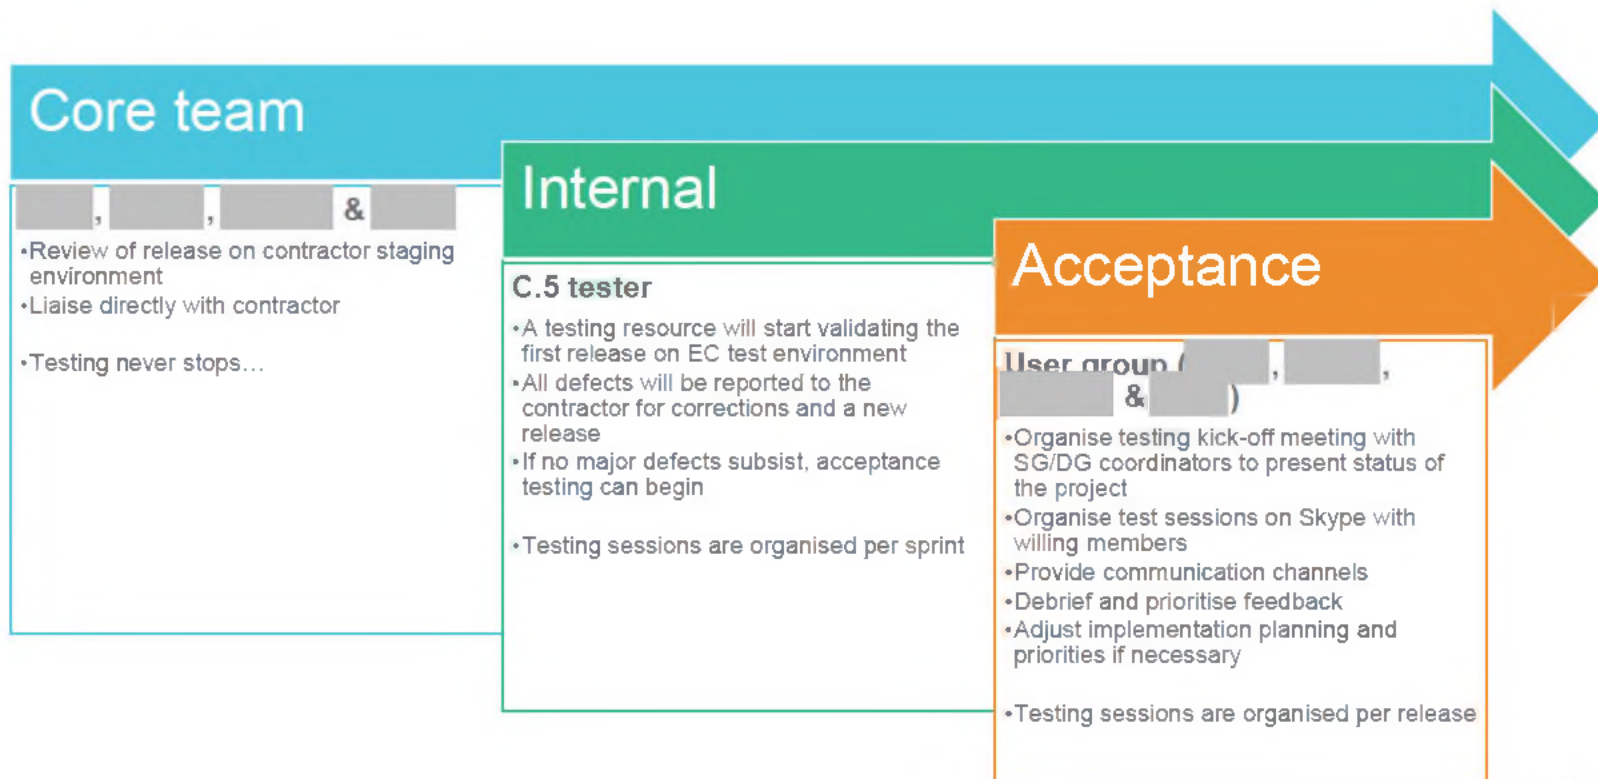 Core team
, , &
•Review of release on contractor staging
environment
•Liaise directly with contractor
•Testing never stops...
Internal
C.5 tester
•A testing resource will start validating the
first release on EC test environment
•All defects will be reported to the
contractor for corrections and a new
release
•If no major defects subsist, acceptance
testing can begin
•Testing sessions are organised per sprint
Acceptance
User group ( , ,
& )
•Organise testing kick-off meeting with
SG/DG coordinators to present status of
the project
•Organise test sessions on Skype with
willing members
•Provide communication channels
•Debrief and prioritise feedback
•Adjust implementation planning and
priorities if necessary
•Testing sessions are organised per release